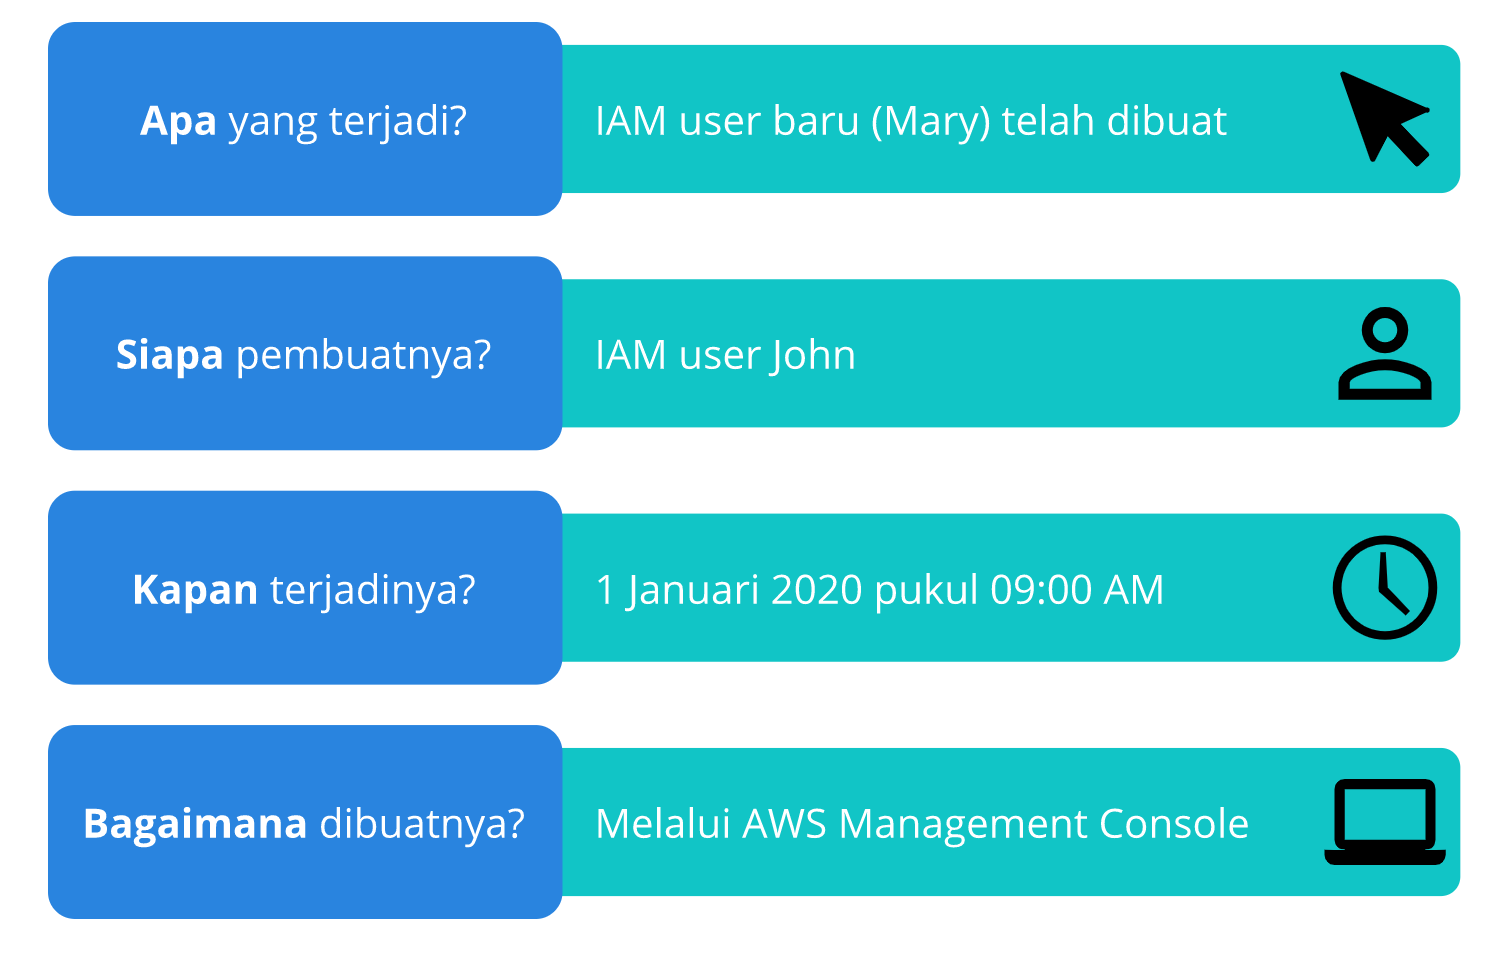 Apa yang terjadi?
IAM user baru (Mary) telah dibuat
Siapa pembuatnya?
IAM user John
Kapan terjadinya?
1 Januari 2020 pukul 09:00 AM
Bagaimana dibuatnya?
Melalui AWS Management Console